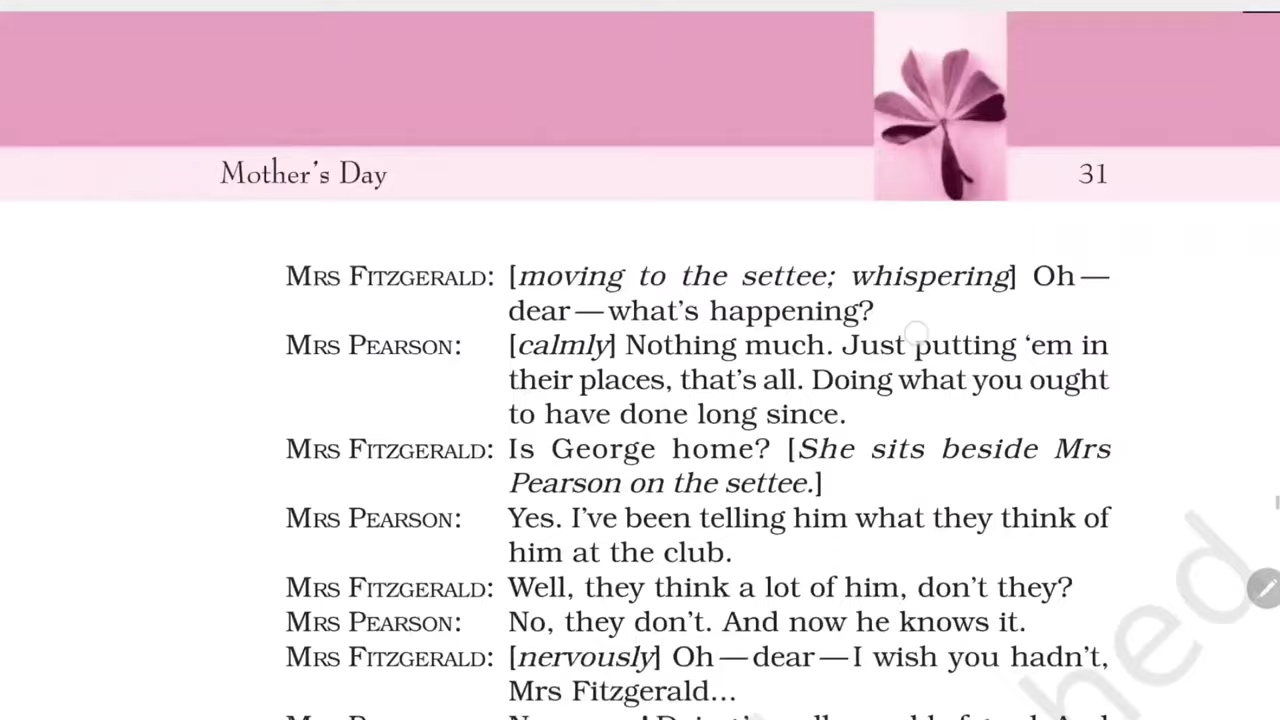 Mother's Day 31
MRS FITZGERALD: [moving to the settee; whispering] Oh—
dear—what's happening?
MRS PEARSON: [calmly] Nothing much. Just putting 'em in
their places, that's all. Doing what you ought
to have done long since.
MRS FITZGERALD: Is George home? [She sits beside Mrs
Pearson on the settee.]
MRS PEARSON: Yes. I've been telling him what they think of
him at the club.
MRS FITZGERALD: Well, they think a lot of him, don't they?
MRS PEARSON: No, they don't. And now he knows it.
MRS FITZGERALD: [nervously] Oh—dear—I wish you hadn't,
Mrs Fitzgerald...
hed